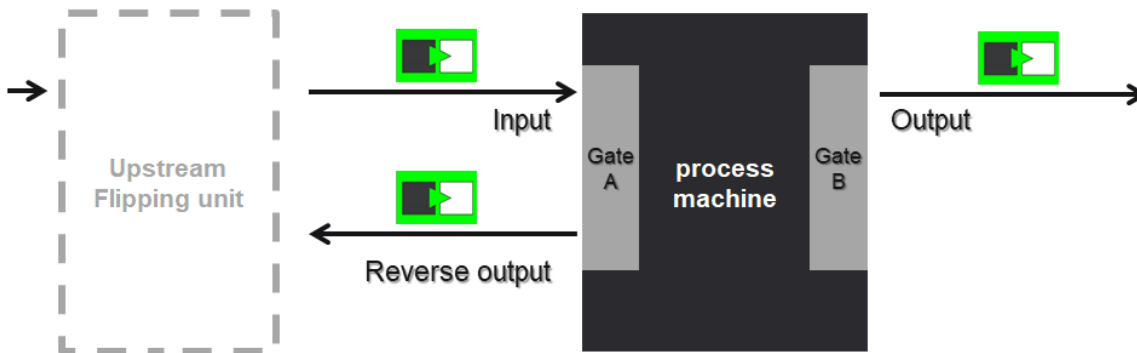 Input
Output
Upstream
Flipping unit
Gate
A
process
machine
Gate
B
Reverse output